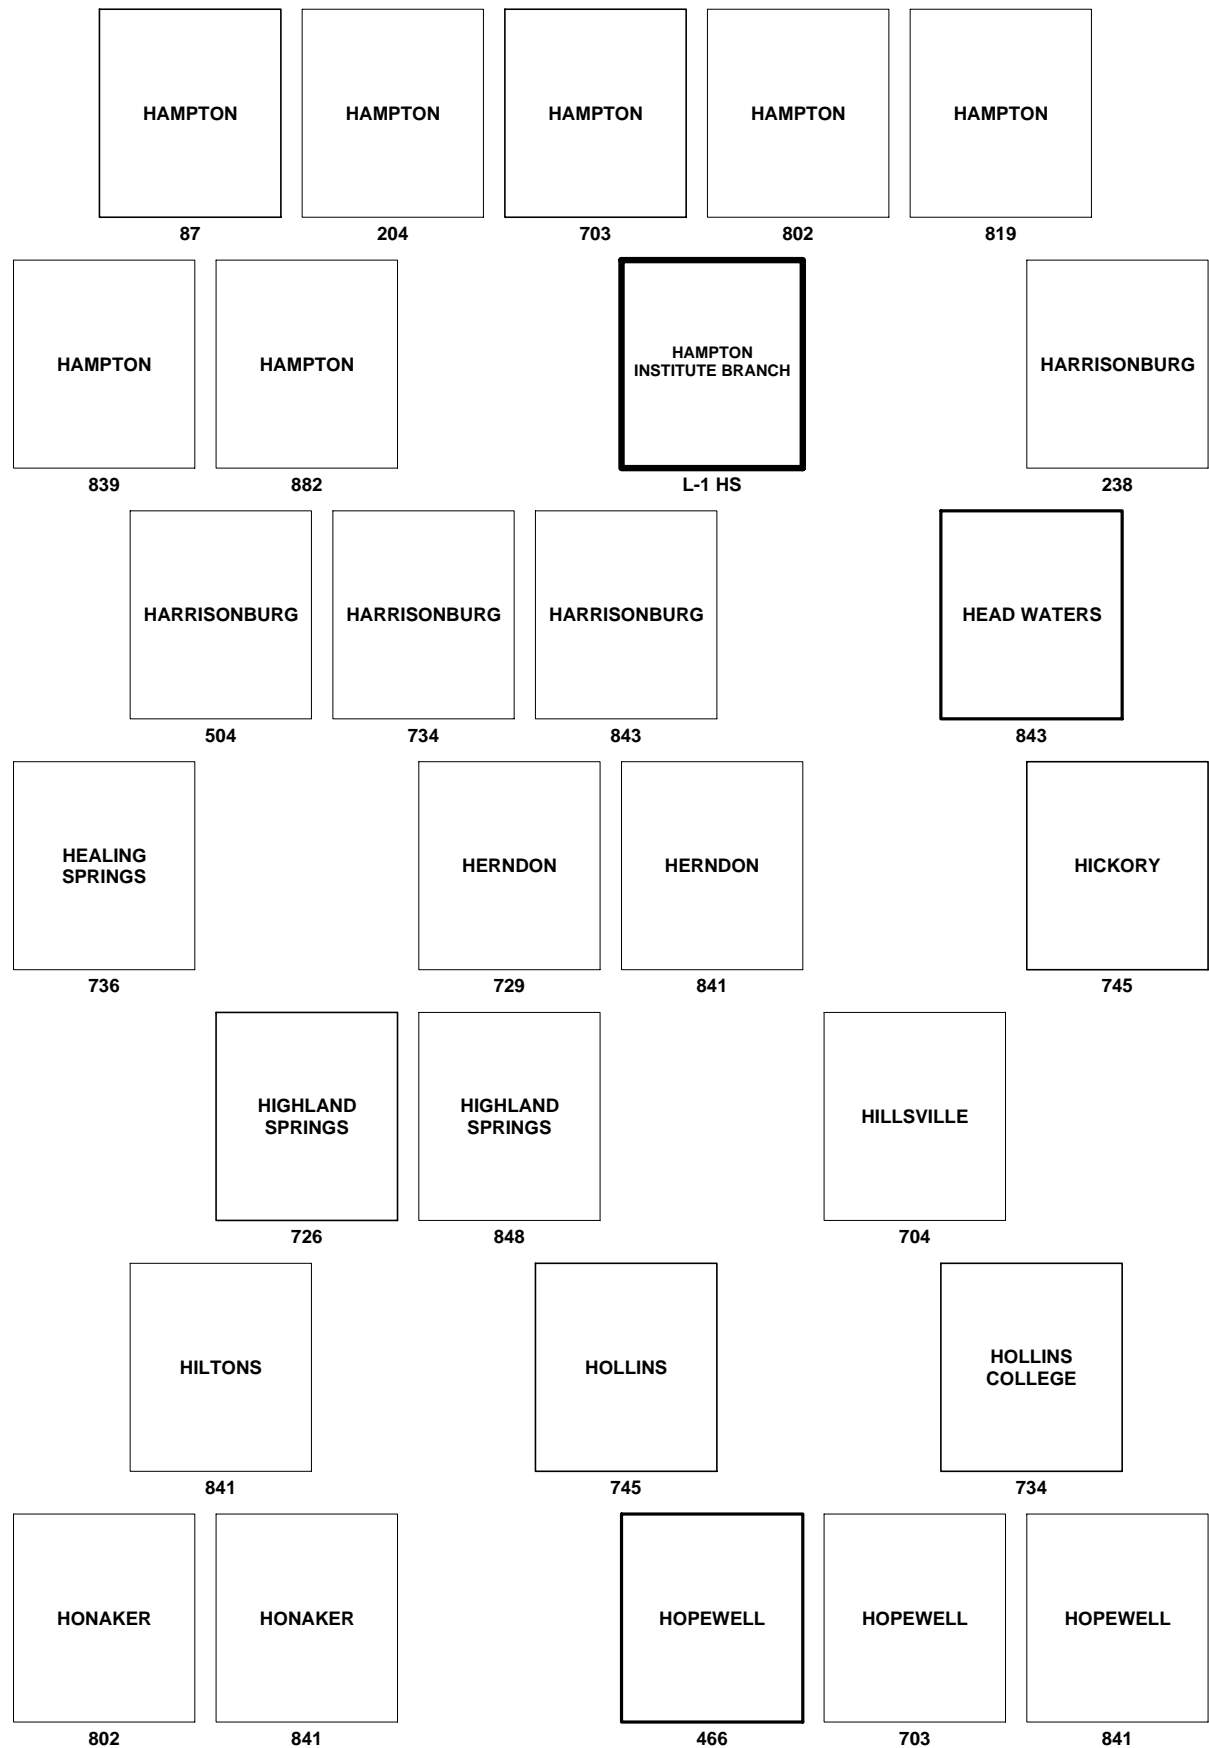 HAMPTON HAMPTON HAMPTON HAMPTON HAMPTON
87 204 703 802 819
HAMPTON HAMPTON HAMPTON
INSTITUTE BRANCH HARRISONBURG
839 882 L-1 HS 238
HARRISONBURG HARRISONBURG HARRISONBURG HEAD WATERS
504 734 843 843
HEALING
SPRINGS HERNDON HERNDON HICKORY
736 729 841 745
HIGHLAND
SPRINGS HIGHLAND
SPRINGS HILLSVILLE
726 848 704
HILTONS HOLLINS HOLLINS
COLLEGE
841 745 734
HONAKER HONAKER HOPEWELL HOPEWELL HOPEWELL
802 841 466 703 841